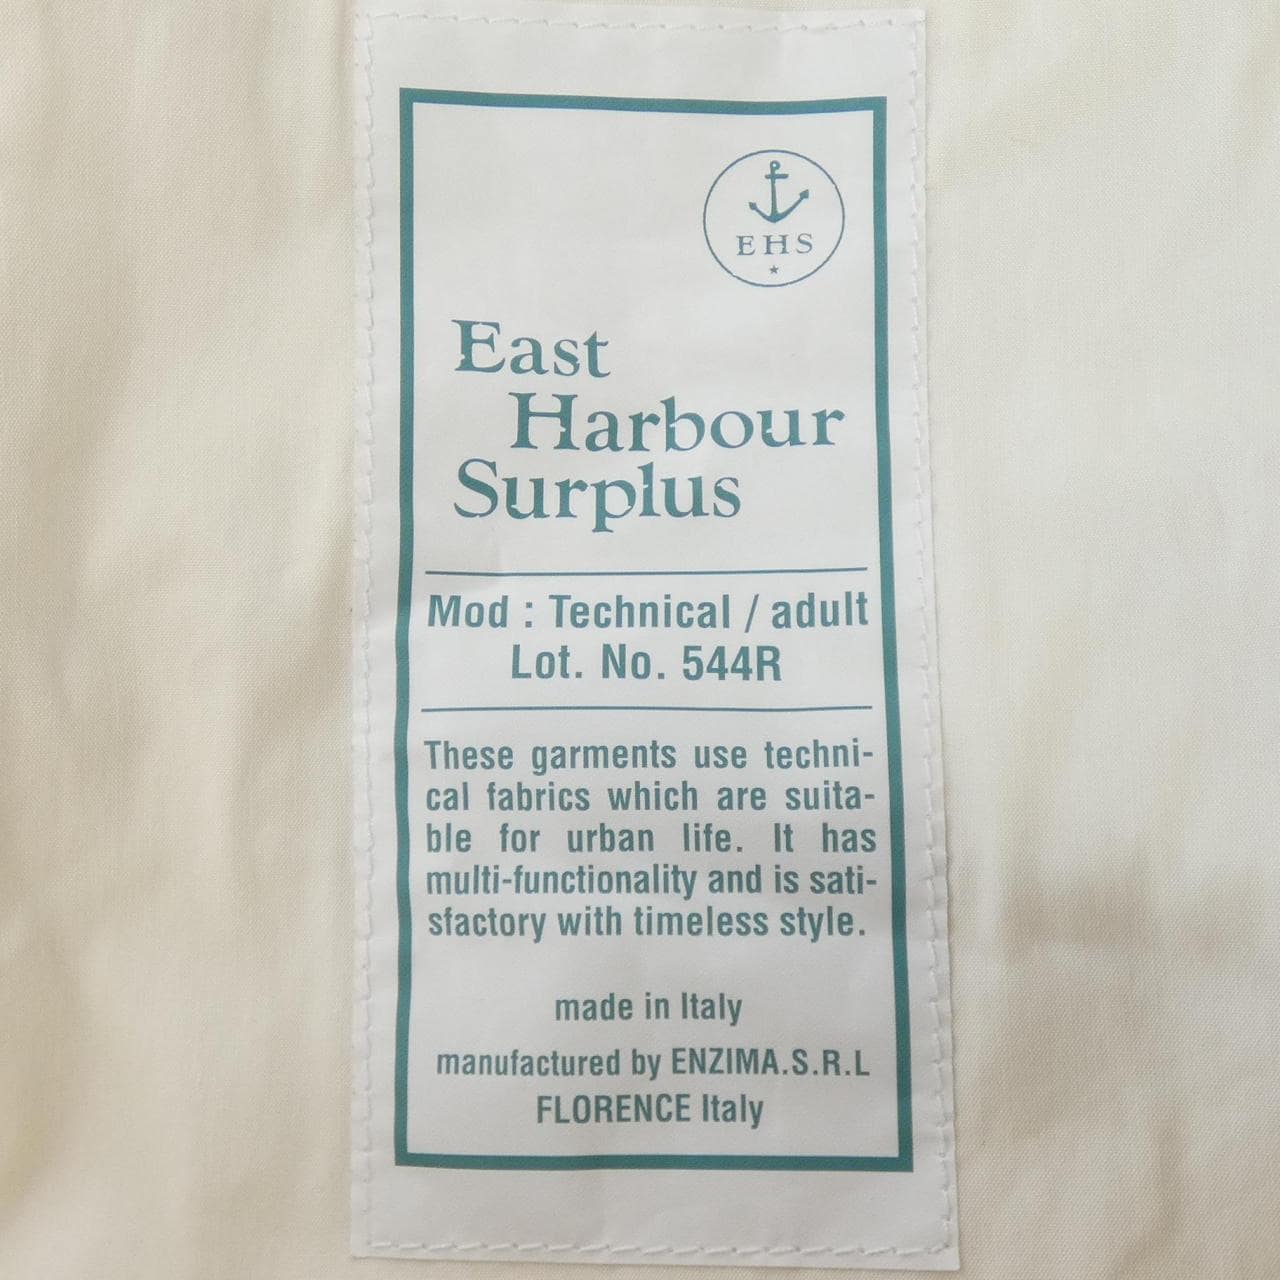 EHS
East
Harbour
Surplus
Mod : Technical / adult
Lot. No. 544R
These garments use techni-
cal fabrics which are suita-
ble for urban life. It has
multi-functionality and is sati-
sfactory with timeless style.
made in Italy
manufactured by ENZIMA.S.R.L
FLORENCE Italy